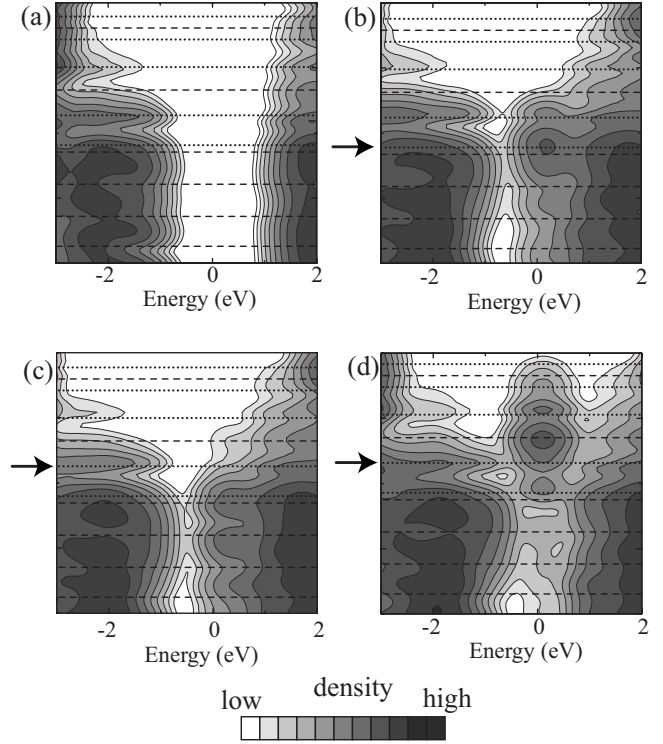 (a)
(b)
-2 0 2
-2 0 2
Energy (eV)
Energy (eV)
(c)
(d)
-2 0 2
-2 0 2
Energy (eV)
Energy (eV)
low density high